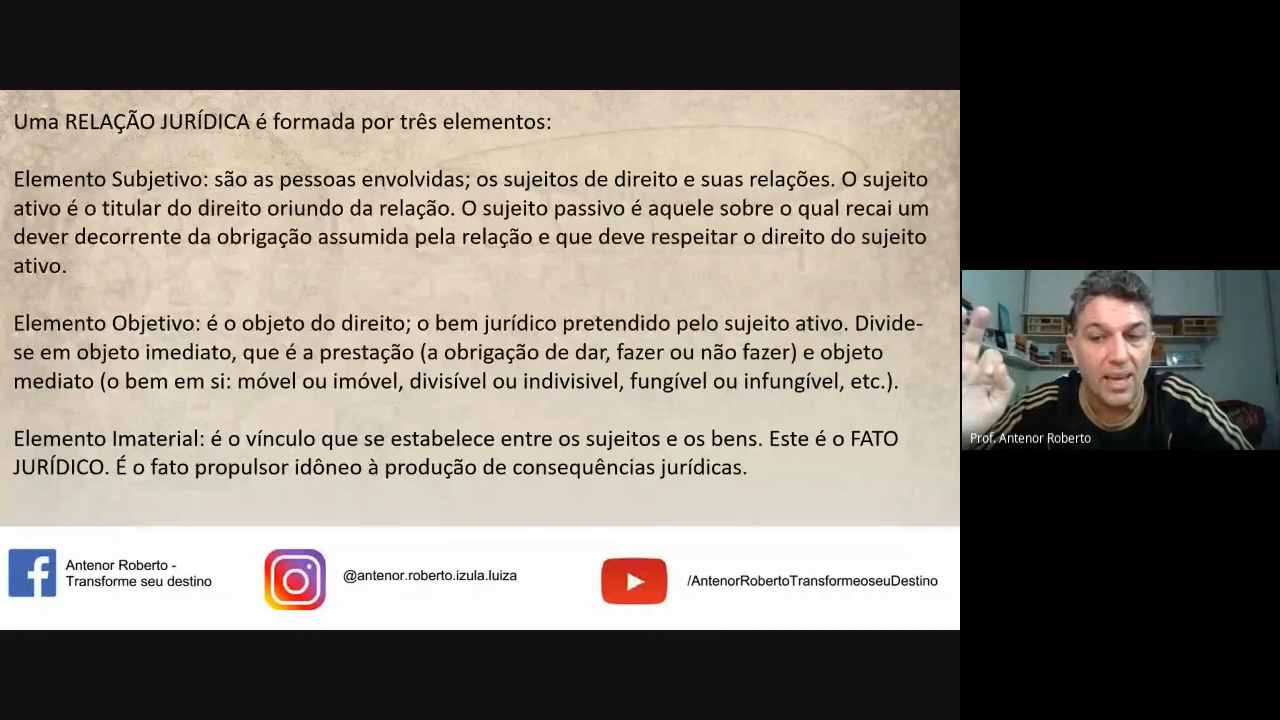 Uma RELAÇÃO JURÍDICA é formada por três elementos:
Elemento Subjetivo: são as pessoas envolvidas; os sujeitos de direito e suas relações. O sujeito
ativo é o titular do direito oriundo da relação. O sujeito passivo é aquele sobre o qual recai um
dever decorrente da obrigação assumida pela relação e que deve respeitar o direito do sujeito
ativo.
Elemento Objetivo: é o objeto do direito; o bem jurídico pretendido pelo sujeito ativo. Divide-
se em objeto imediato, que é a prestação (a obrigação de dar, fazer ou não fazer) e objeto
mediato (o bem em si: móvel ou imóvel, divisível ou indivisivel, fungível ou infungível, etc.).
Elemento Imaterial: é o vínculo que se estabelece entre os sujeitos e os bens. Este é o FATO
JURÍDICO. É o fato propulsor idôneo à produção de consequências jurídicas.
Prof. Antenor Roberto
Antenor Roberto -
Transforme seu destino
@antenor.roberto.izula.luiza
/AntenorRobertoTransformeoseuDestino